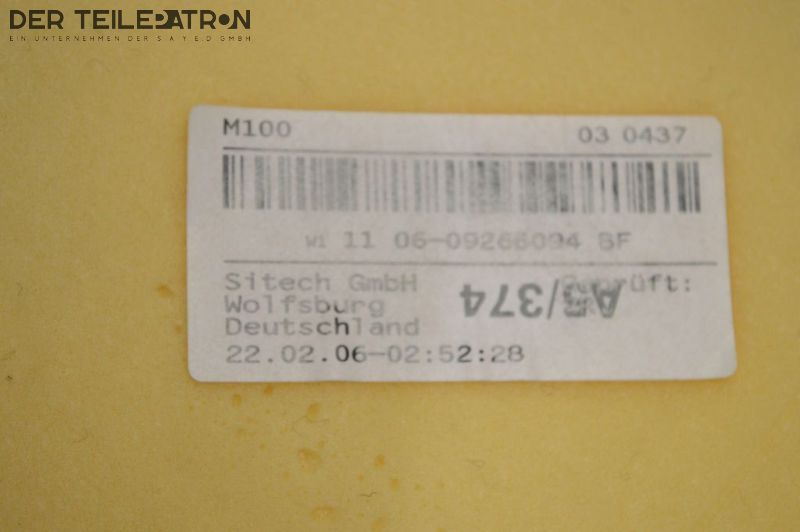 DER TEILEPATRON
EIN UNTERNEHMEN DER S A Y E D GMBH
M100 03 0437
W1 11 06-09266094 BF
Sitech GmbH Geprüft:
Wolfsburg A5/374
Deutschland
22.02.06-02:52:28